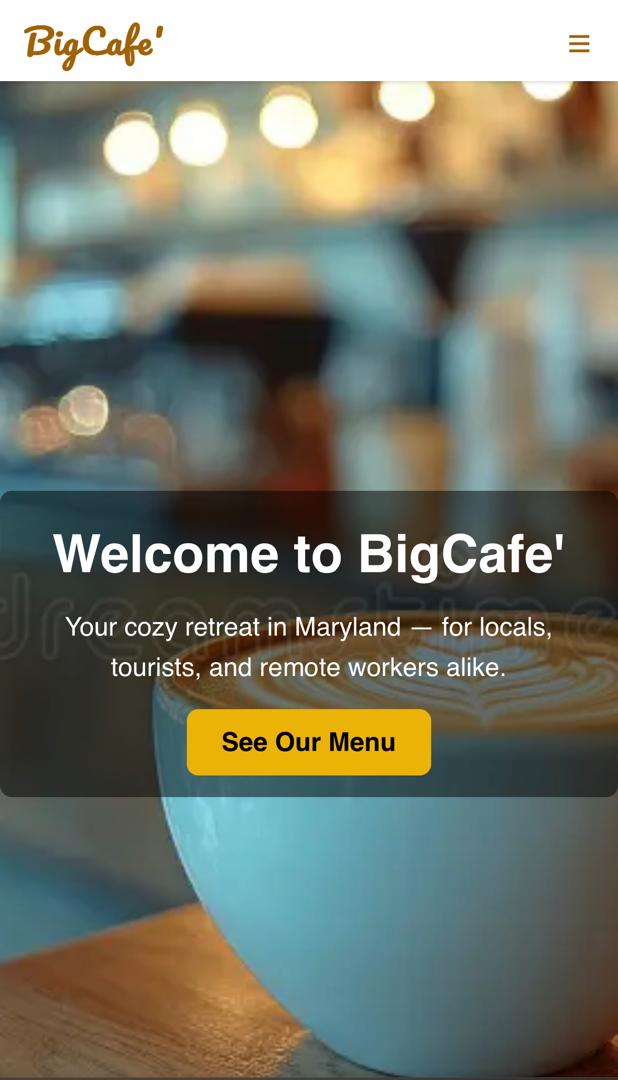 BigCafe'
Welcome to BigCafe'
dreamstime
Your cozy retreat in Maryland — for locals,
tourists, and remote workers alike.
See Our Menu